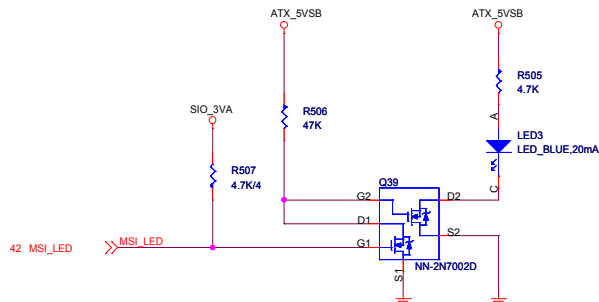 ATX_5VSB
ATX_5VSB
R505
4.7K
SIO_3VA
R506
47K
A
LED3
LED_BLUE,20mA
R507
4.7K/4
C
Q39
G2
D2
D1
S2
42 MSI_LED
MSI_LED
G1
NN-2N7002D
S1